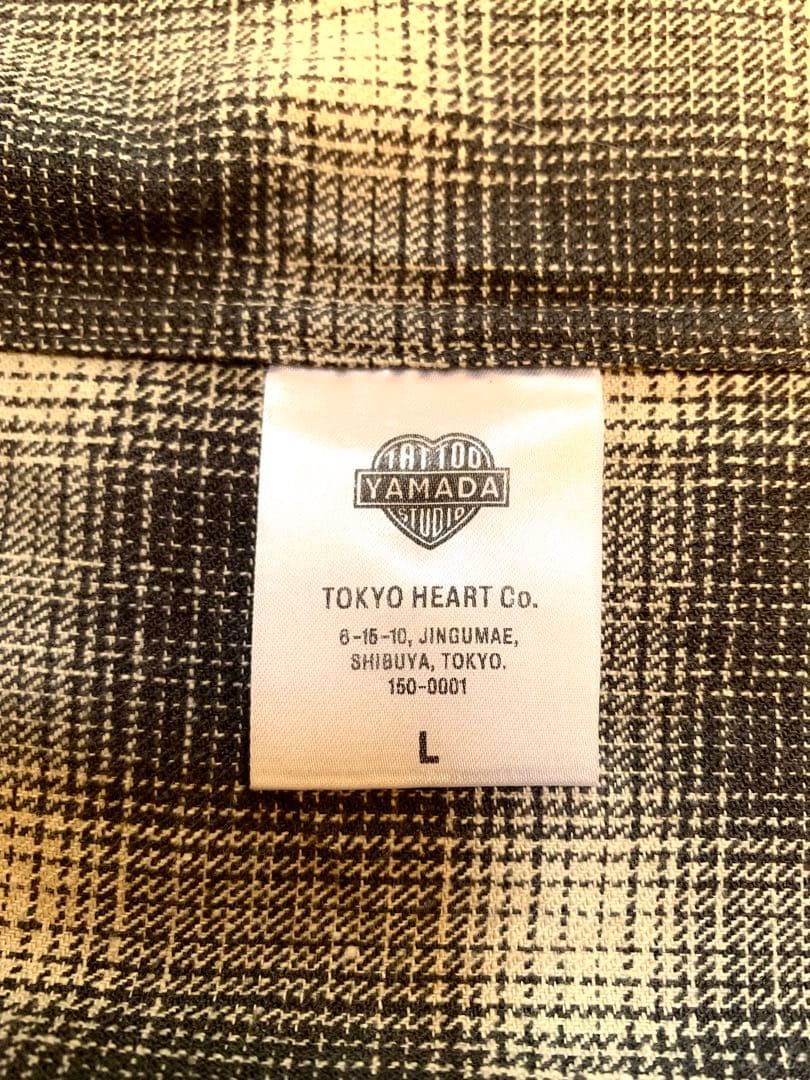 TATTOO
YAMADA
STUDIO
TOKYO HEART Co.
6-15-10, JINGUMAE,
SHIBUYA, TOKYO.
150-0001
L